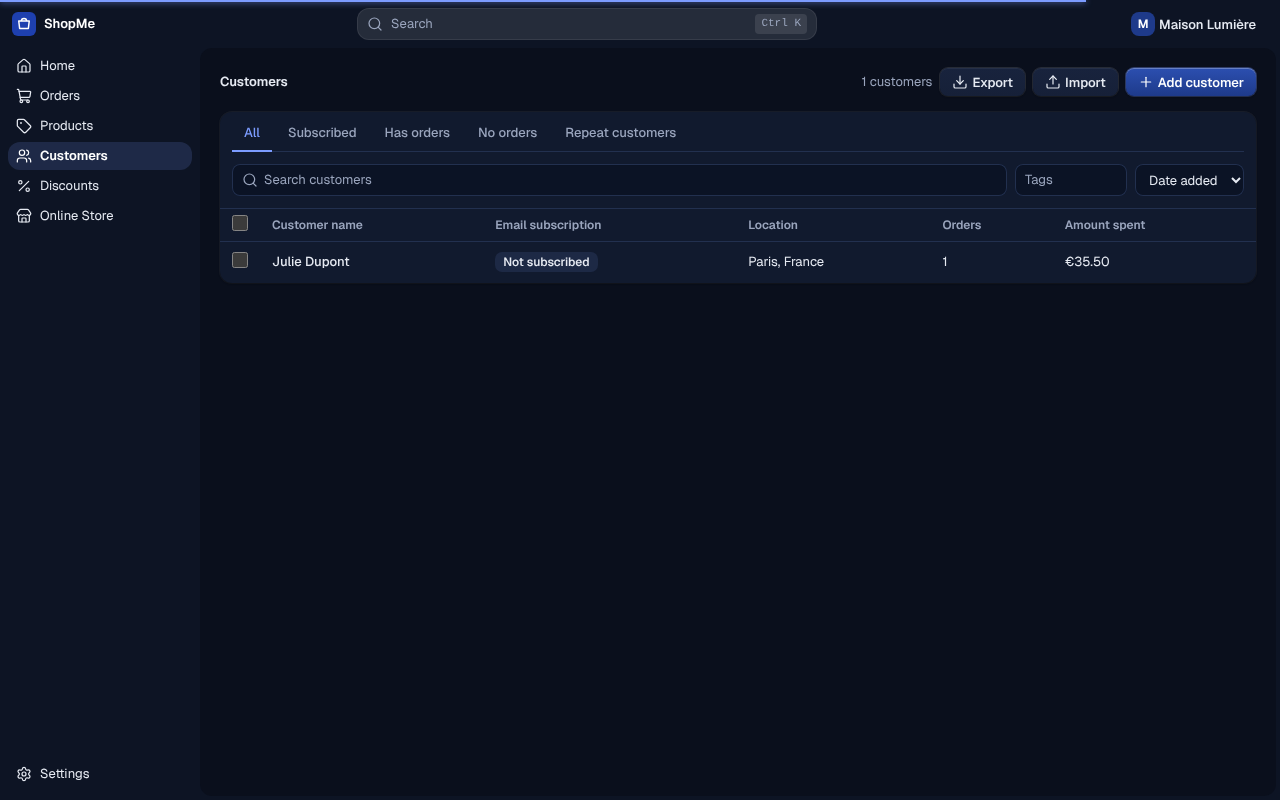 ShopMe
Search
Ctrl K
M
Maison Lumière
Home
Orders
Products
Customers
Discounts
Online Store
Settings
Customers
1 customers
Export
Import
Add customer
All
Subscribed
Has orders
No orders
Repeat customers
Search customers
Tags
Date added
Customer name
Email subscription
Location
Orders
Amount spent
Julie Dupont
Not subscribed
Paris, France
1
€35.50